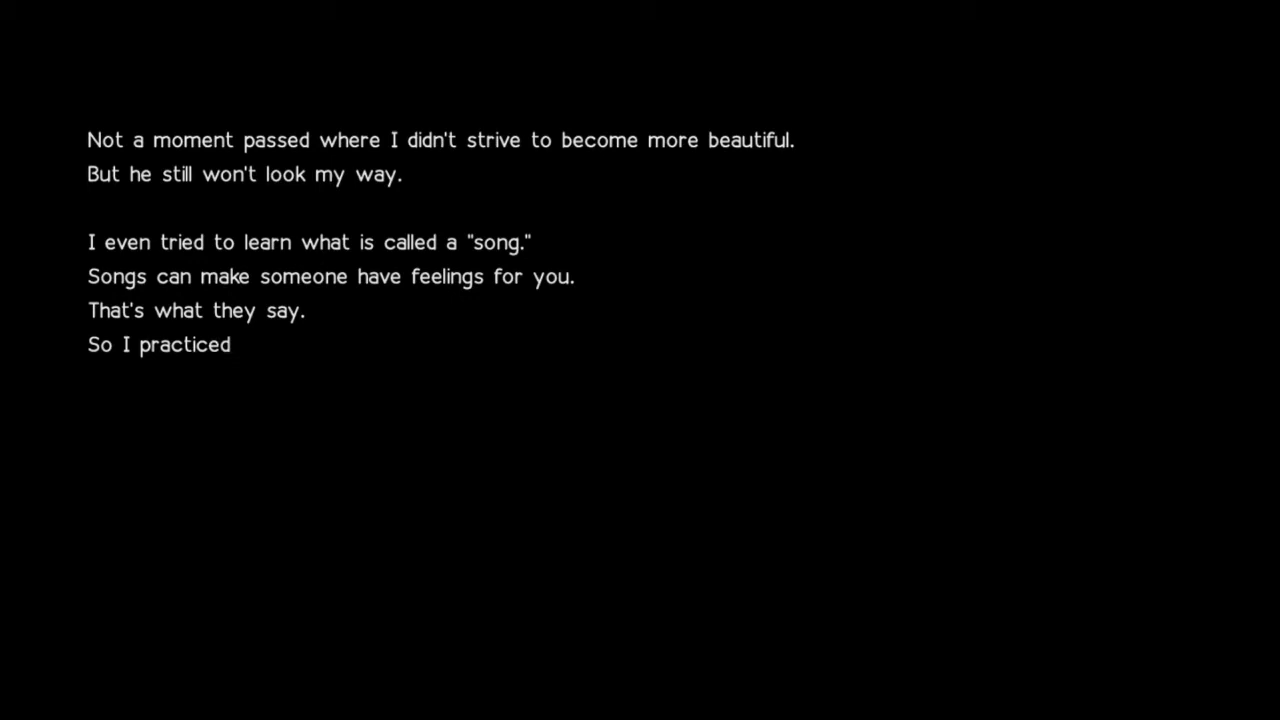 Not a moment passed where I didn't strive to become more beautiful.
But he still won't look my way.
I even tried to learn what is called a "song."
Songs can make someone have feelings for you.
That's what they say.
So I practiced